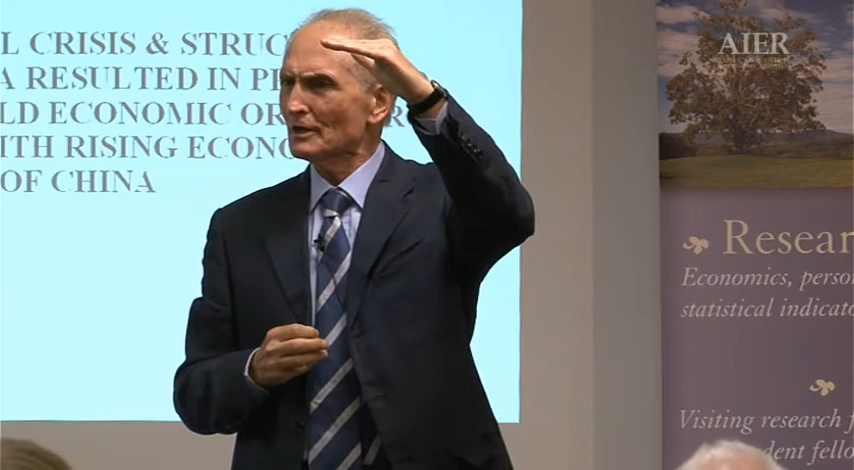 L CRISIS & STRUC
A RESULTED IN P
LD ECONOMIC OR
ITH RISING ECONO
OF CHINA
AIER
Resear
Economics, perso
statistical indicato
Visiting research f
dent fello